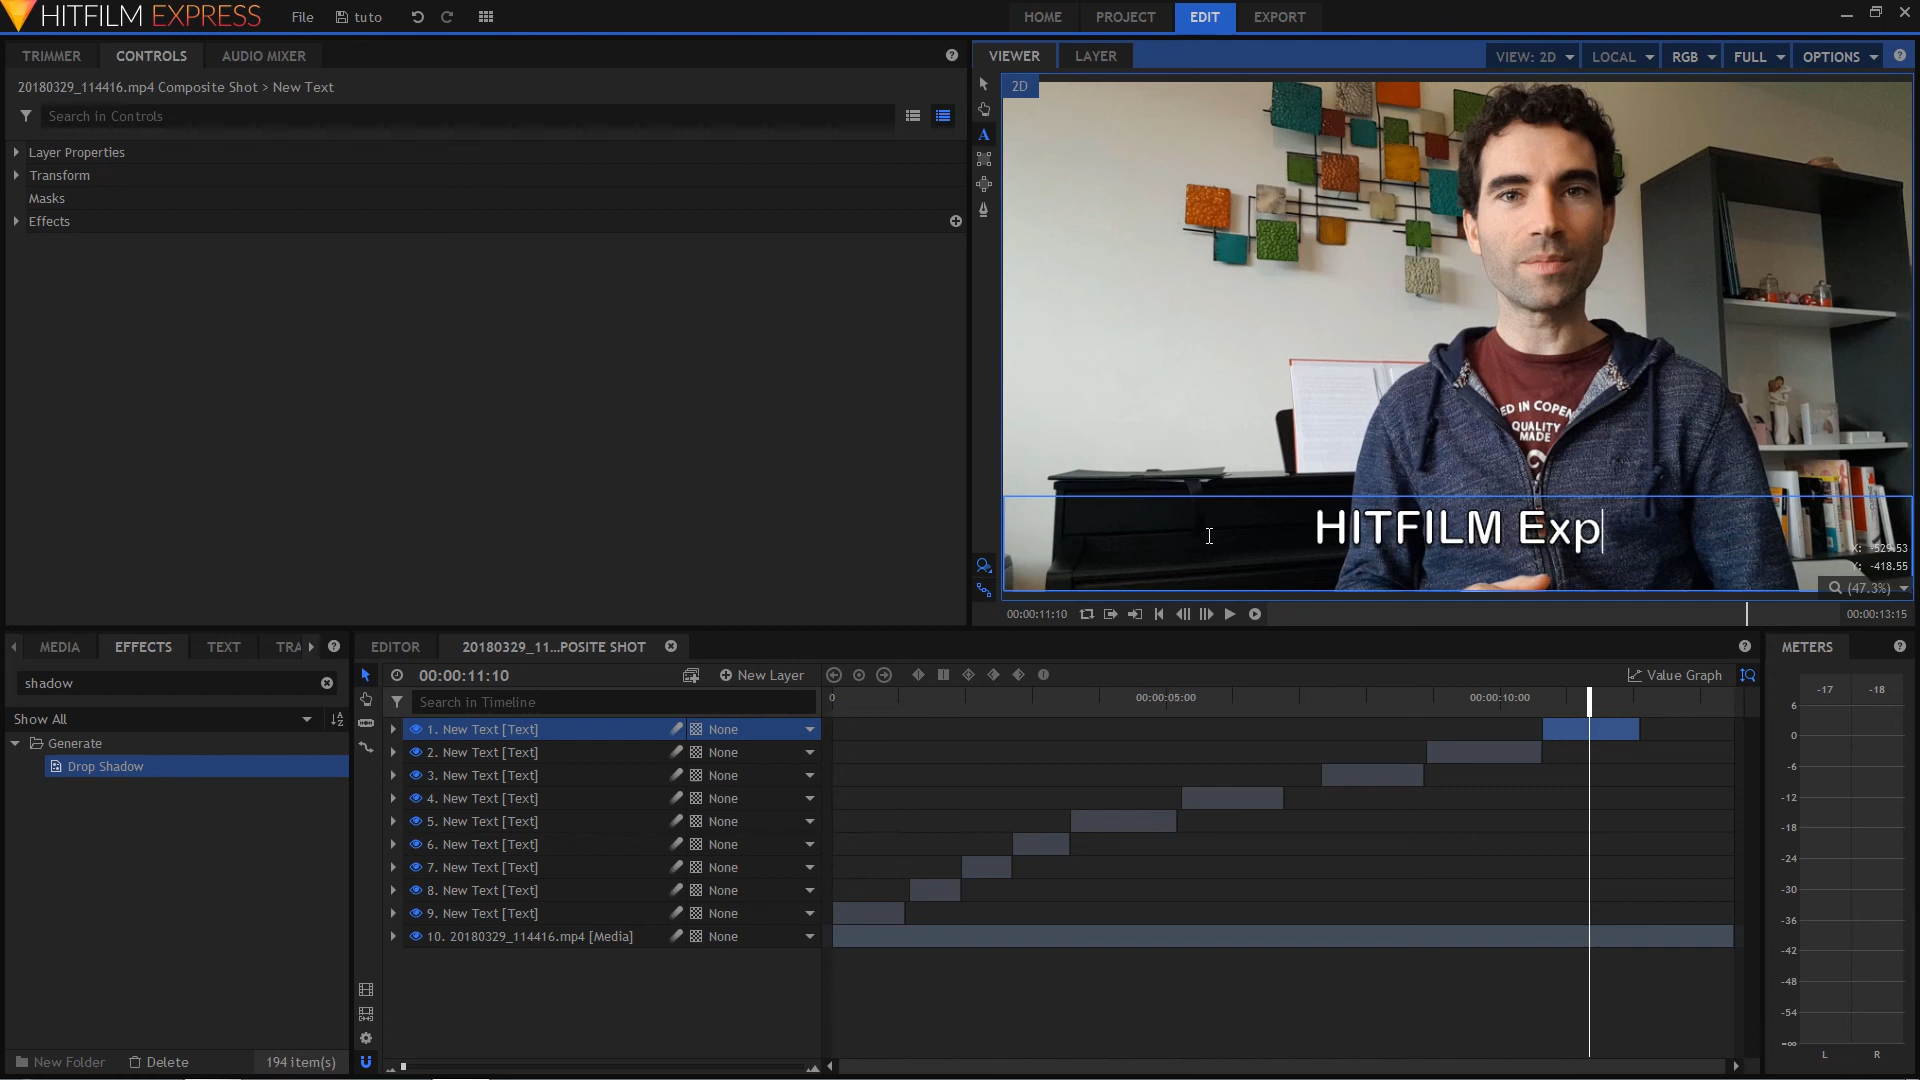 HITFILM EXPRESS
File
tuto
HOME
PROJECT
EDIT
EXPORT
TRIMMER
CONTROLS
AUDIO MIXER
20180329_114416.mp4 Composite Shot > New Text
Search in Controls
Layer Properties
Transform
Masks
Effects
VIEWER
LAYER
VIEW: 2D
LOCAL
RGB
FULL
OPTIONS
2D
ED IN COPEN
QUALITY
MADE
HITFILM Exp
X: -529.53
Y: -418.55
(47.3%)
00:00:11:10
00:00:13:15
MEDIA
EFFECTS
TEXT
TRA
shadow
Show All
Generate
Drop Shadow
New Folder
Delete
194 item(s)
EDITOR
20180329_11...POSITE SHOT
00:00:11:10
New Layer
Value Graph
Search in Timeline
0
00:00:05:00
00:00:10:00
1. New Text [Text] None
2. New Text [Text] None
3. New Text [Text] None
4. New Text [Text] None
5. New Text [Text] None
6. New Text [Text] None
7. New Text [Text] None
8. New Text [Text] None
9. New Text [Text] None
10. 20180329_114416.mp4 [Media] None
METERS
-17 -18
6
0
-6
-12
-18
-24
-30
-36
-42
-48
-54
-∞
L R